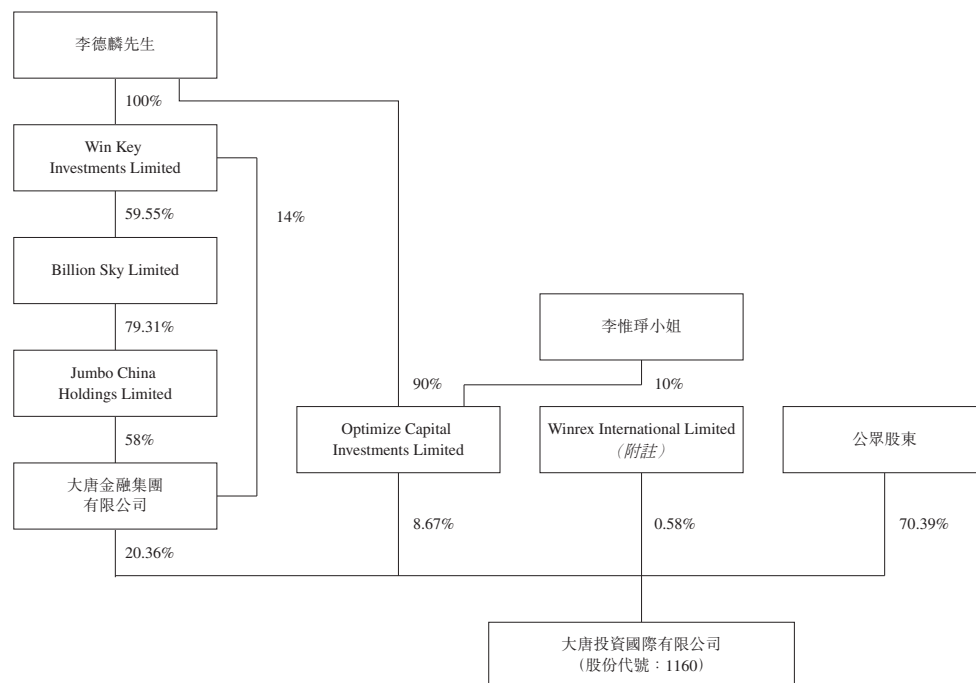 李德麟先生
100%
Win Key
Investments Limited
59.55%
14%
Billion Sky Limited
79.31%
李惟琤小姐
Jumbo China
Holdings Limited
90%
10%
58%
Optimize Capital
Investments Limited
Winrex International Limited
（附註）
公眾股東
大唐金融集團
有限公司
20.36%
8.67%
0.58%
70.39%
大唐投資國際有限公司
（股份代號：1160）